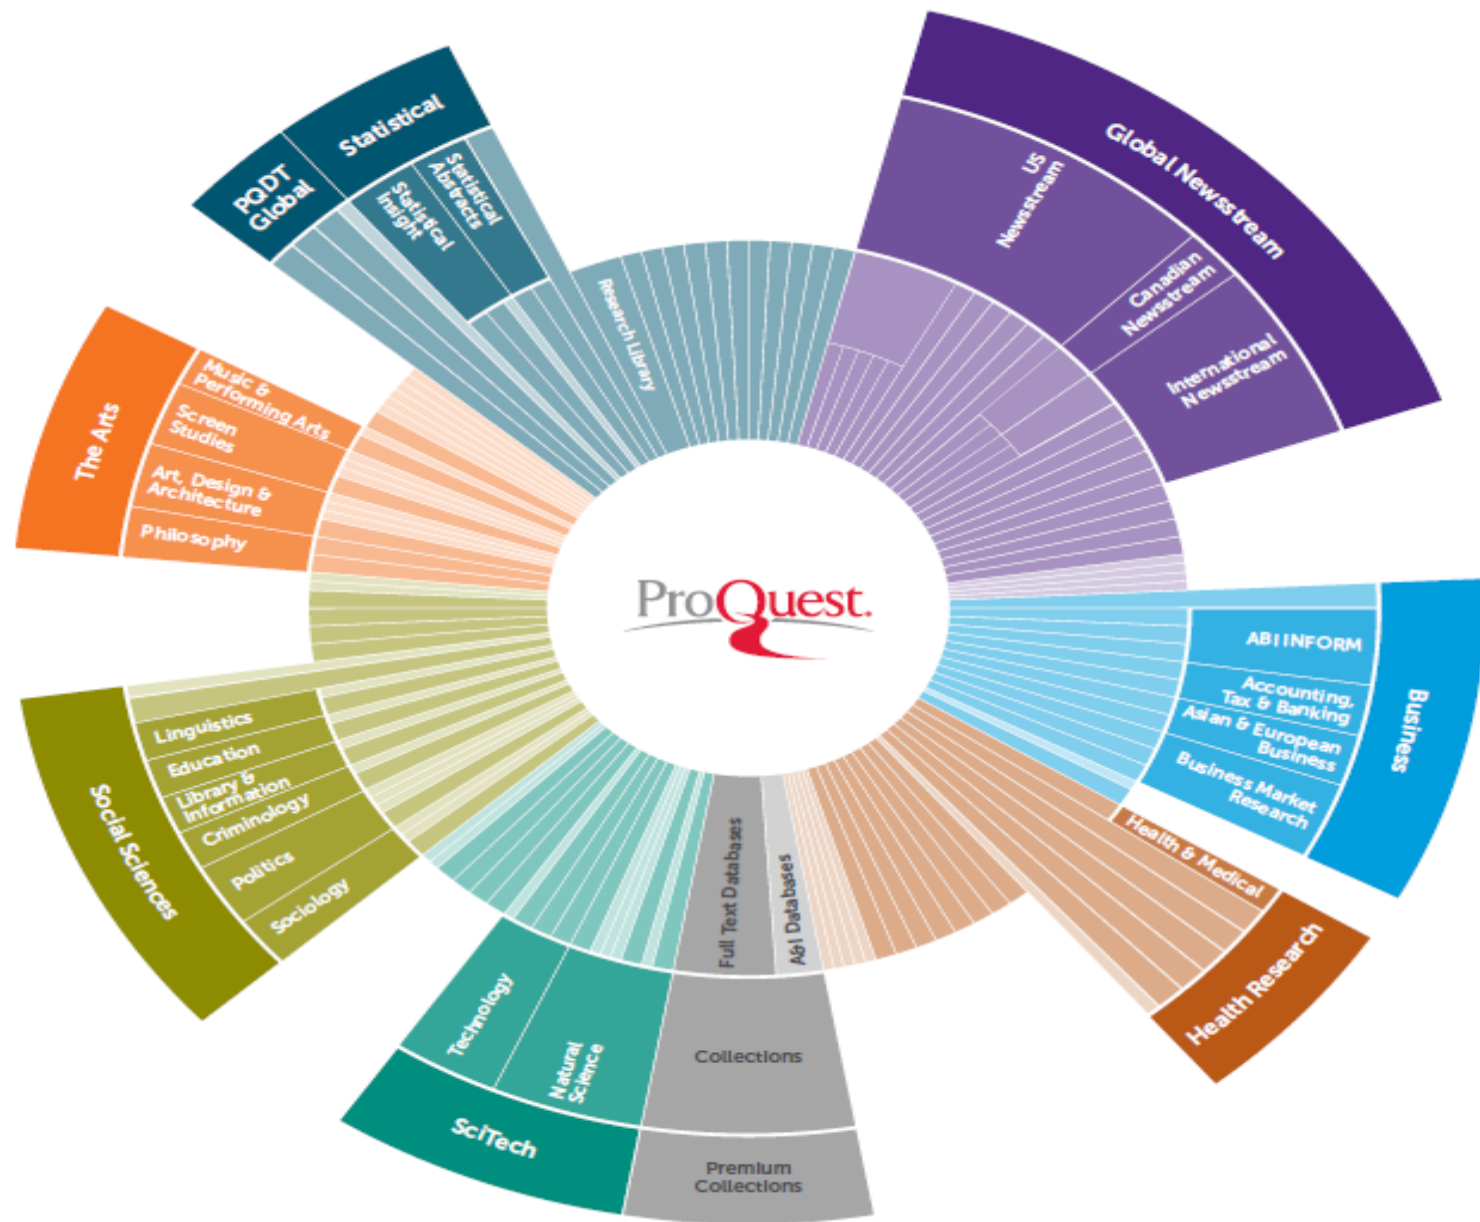 ProQuest.
Global Newsstream
US
Newsstream
Canadian
Newsstream
International
Newsstream
Business
ABI INFORM
Accounting,
Tax & Banking
Asian & European
Business
Business Market
Research
Health Research
Health & Medical
Full Text Databases
A&I Databases
Collections
Premium
Collections
SciTech
Technology
Natural
Science
Social Sciences
Linguistics
Education
Library &
Information
Criminology
Politics
Sociology
The Arts
Music &
Performing Arts
Screen
Studies
Art, Design &
Architecture
Philosophy
PQDT
Global
Statistical
Statistical
Insight
Statistical
Abstracts
Research Library